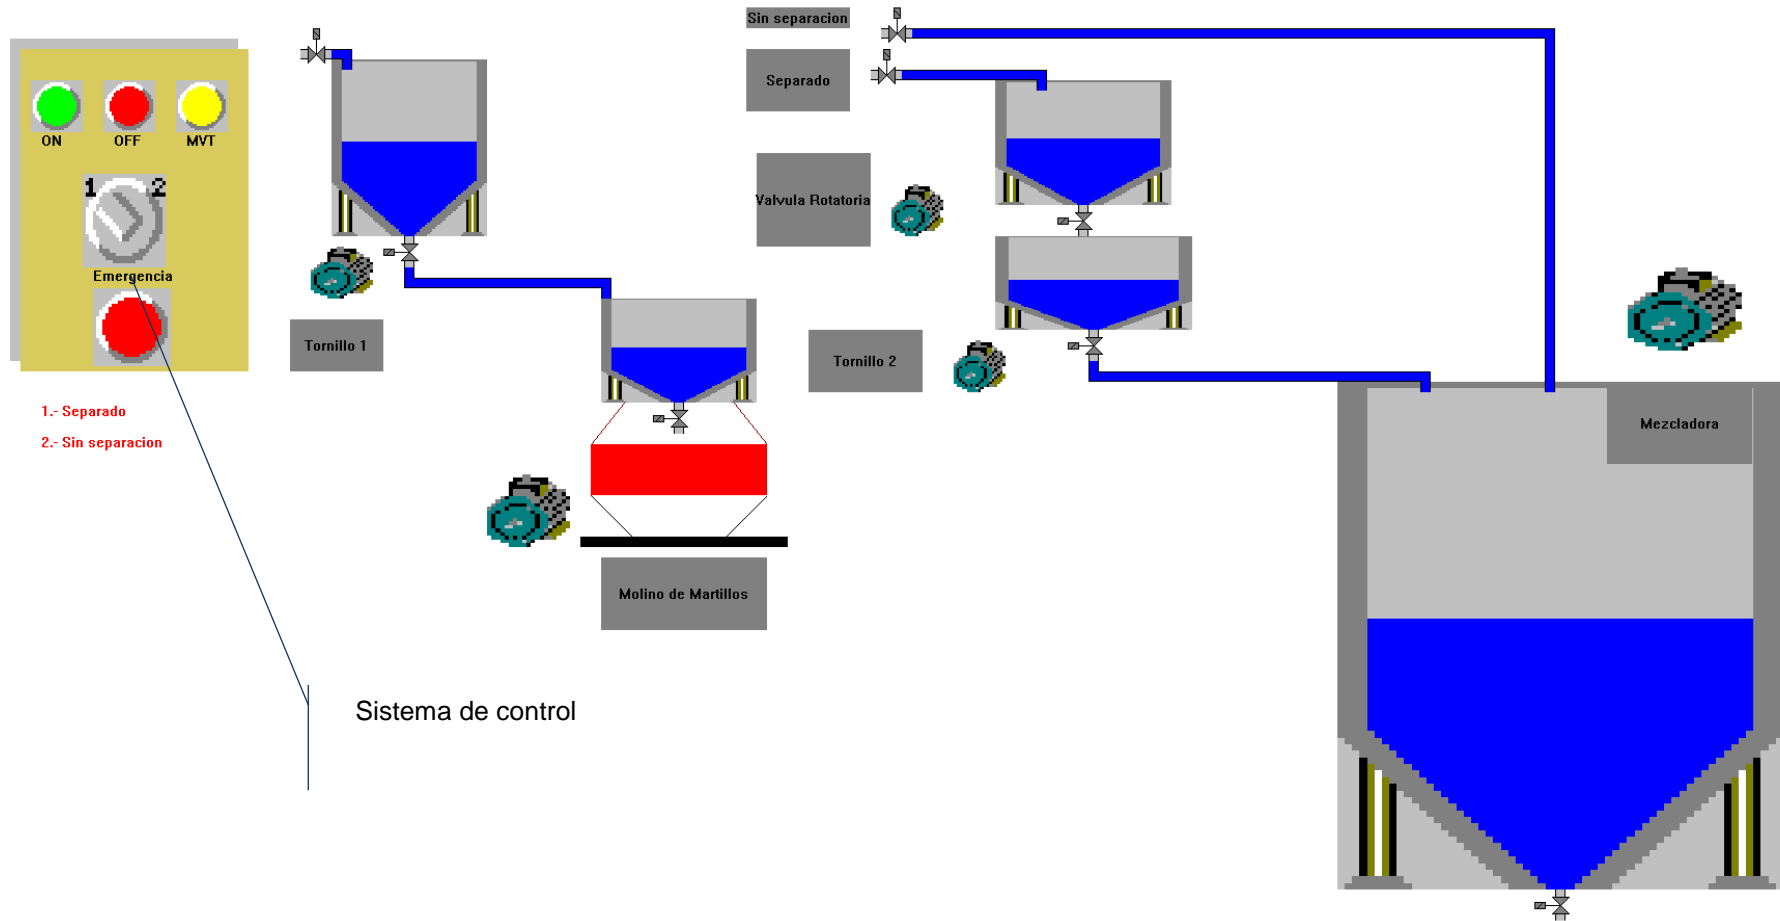 Sin separacion
Separado
ON
OFF
MVT
1
2
Valvula Rotatoria
Emergencia
Tornillo 1
Tornillo 2
1.- Separado
2.- Sin separacion
Mezcladora
Molino de Martillos
Sistema de control